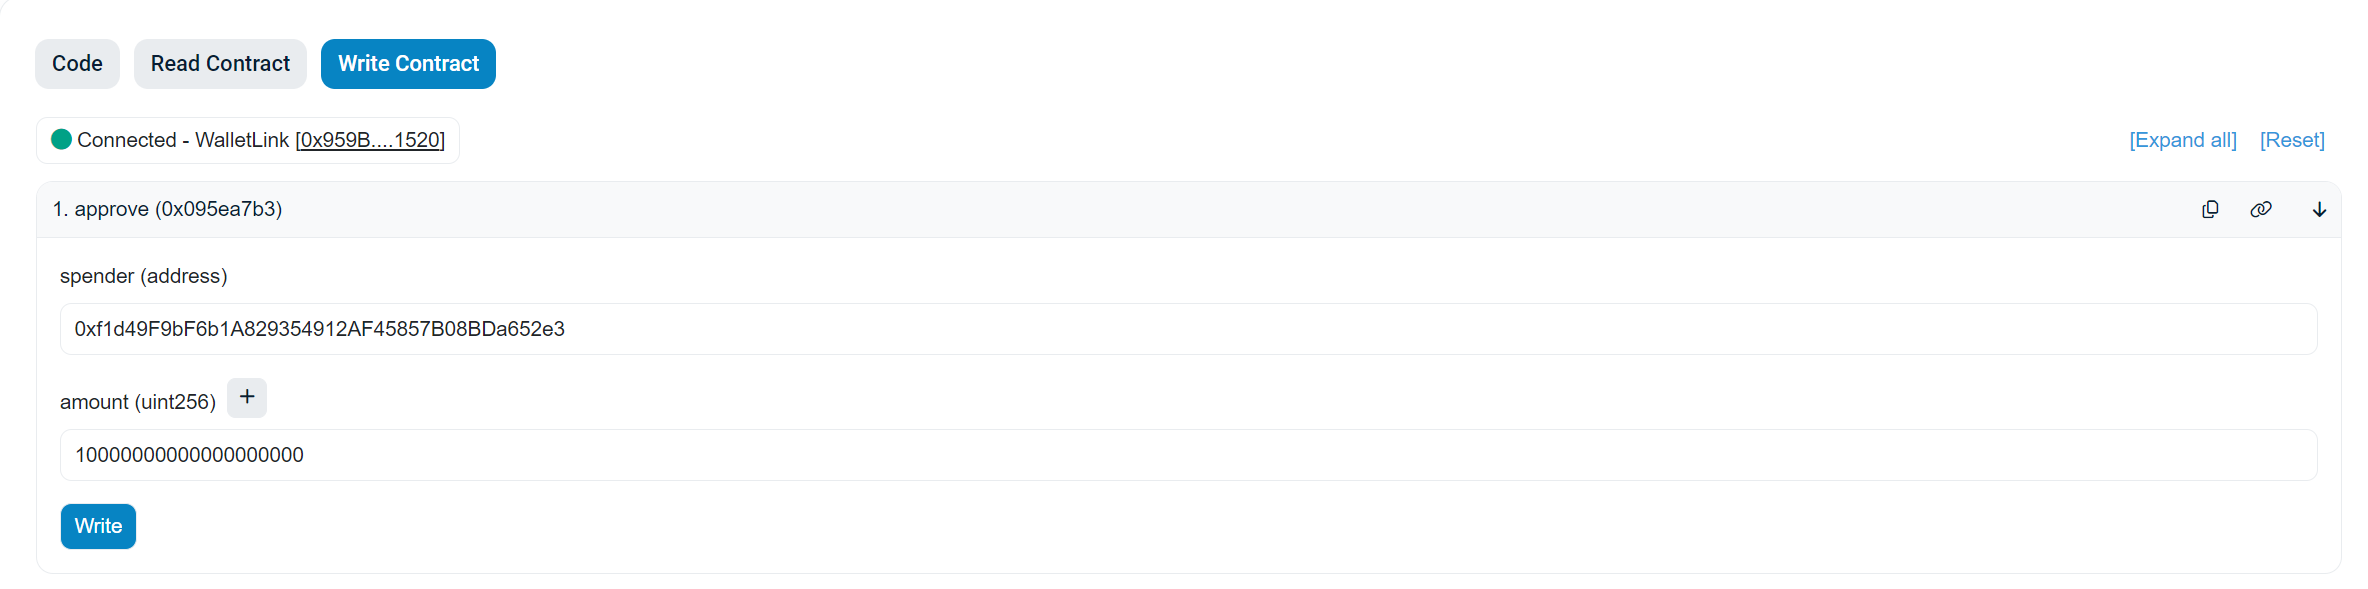 Code
Read Contract
Write Contract
Connected - WalletLink [0x959B....1520]
[Expand all]
[Reset]
1. approve (0x095ea7b3)
spender (address)
0xf1d49F9bF6b1A829354912AF45857B08BDa652e3
amount (uint256)
+
10000000000000000000
Write